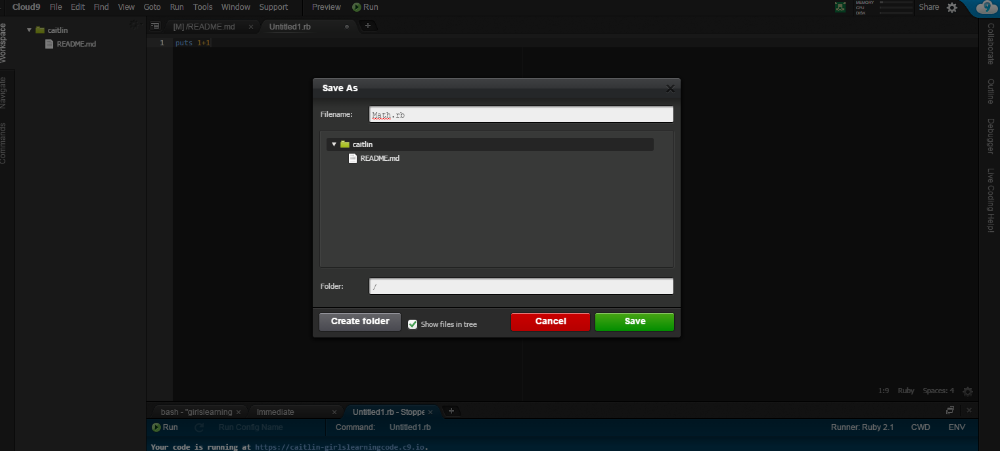 Cloud9 File Edit Find View Goto Run Tools Window Support Preview Run MEMORY CPU DISK Share 9
Workspace
Navigate
Commands
caitlin
README.md
[M] /README.md × Untitled1.rb +
1 puts 1+1
Save As
Filename: Math.rb
caitlin
README.md
Folder: /
Create folder Show files in tree Cancel Save
Collaborate
Outline
Debugger
Live Coding Help!
1:9 Ruby Spaces: 4
bash - "girlslearning × Immediate × Untitled1.rb - Stoppe × +
Run Run Config Name Command: Untitled1.rb Runner: Ruby 2.1 CWD ENV
Your code is running at https://caitlin-girlslearningcode.c9.io.